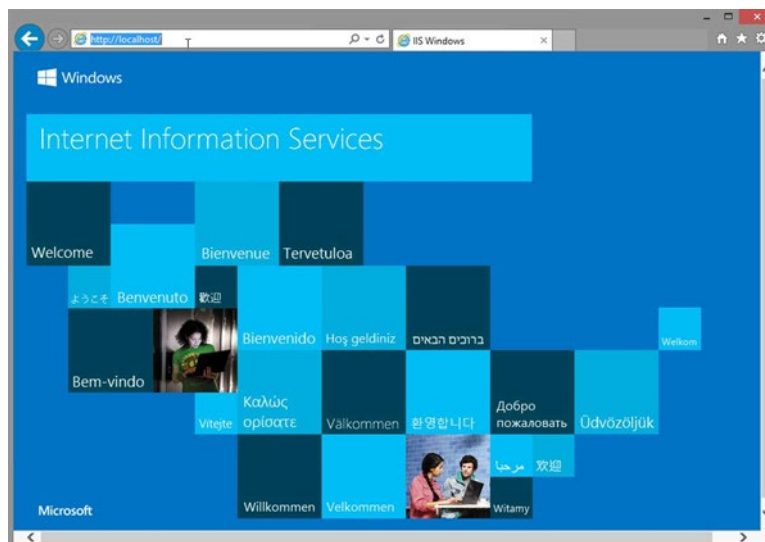 http://localhost/
IIS Windows
Windows
Internet Information Services
Welcome
Bienvenue
Tervetuloa
ようこそ
Benvenuto
歡迎
Bienvenido
Hoş geldiniz
ברוכים הבאים
Welkom
Bem-vindo
Vítejte
Καλώς
ορίσατε
Välkommen
환영합니다
Добро
пожаловать
Üdvözöljük
مرحبا
欢迎
Willkommen
Velkommen
Witamy
Microsoft